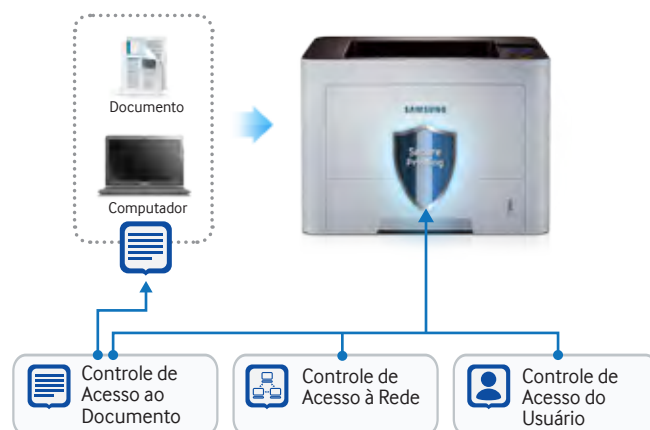 Documento
Computador
SAMSUNG
Secure
Printing
Controle de
Acesso ao
Documento
Controle de
Acesso à Rede
Controle de
Acesso do
Usuário